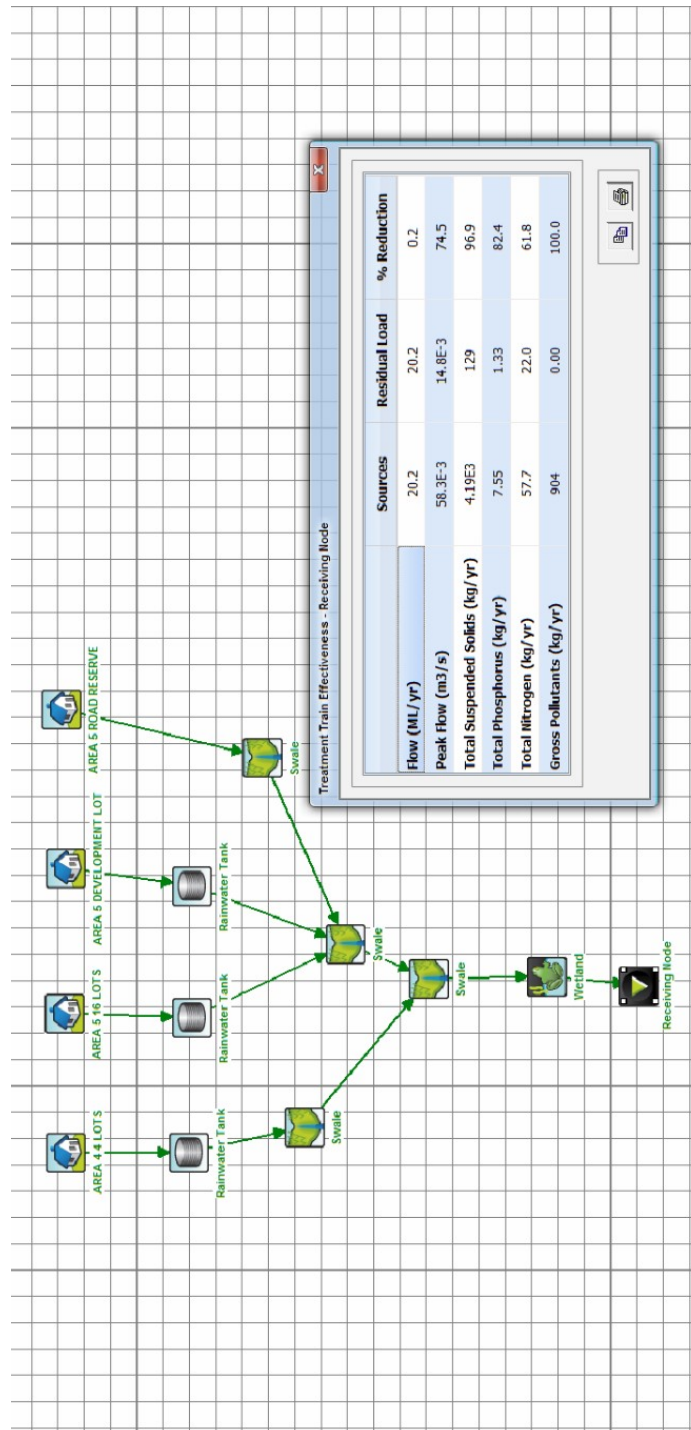 AREA 4 4 LOTS
AREA 5 16 LOTS
AREA 5 DEVELOPMENT LOT
AREA 5 ROAD RESERVE
Rainwater Tank
Rainwater Tank
Rainwater Tank
Swale
Swale
Swale
Swale
Wetland
Receiving Node
Treatment Train Effectiveness - Receiving Node
X
Sources Residual Load % Reduction
Flow (ML/yr) 20.2 20.2 0.2
Peak Flow (m3/s) 58.3E-3 14.8E-3 74.5
Total Suspended Solids (kg/yr) 4.19E3 129 96.9
Total Phosphorus (kg/yr) 7.55 1.33 82.4
Total Nitrogen (kg/yr) 57.7 22.0 61.8
Gross Pollutants (kg/yr) 904 0.00 100.0